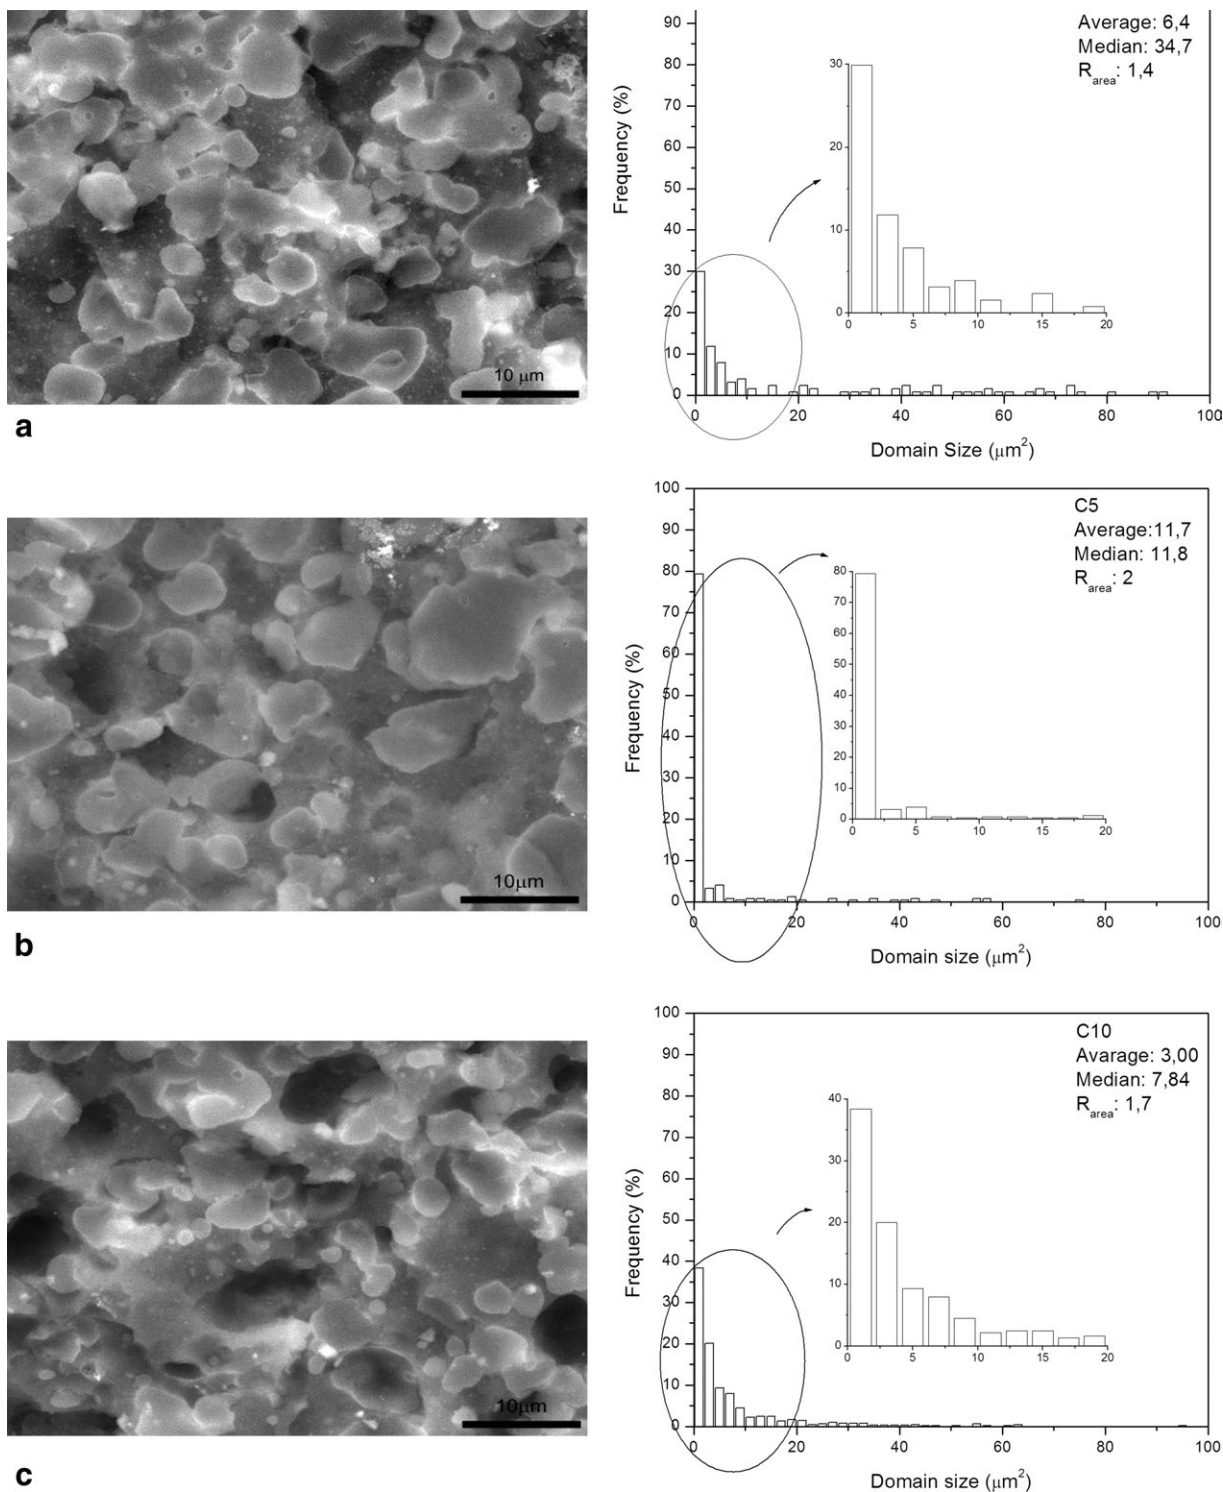 Average: 6,4
Median: 34,7
R area: 1,4
90
80
70
60
50
40
30
20
10
0
Frequency (%)
30
20
10
0
0 5 10 15 20
0 20 40 60 80 100
Domain Size (μm²)
10 μm
a
C5
Average:11,7
Median: 11,8
R area: 2
100
90
80
70
60
50
40
30
20
10
0
Frequency (%)
80
70
60
50
40
30
20
10
0
0 5 10 15 20
0 20 40 60 80 100
Domain size (μm²)
10μm
b
C10
Avarage: 3,00
Median: 7,84
R area: 1,7
100
90
80
70
60
50
40
30
20
10
0
Frequency (%)
40
30
20
10
0
0 5 10 15 20
0 20 40 60 80 100
Domain size (μm²)
10μm
c